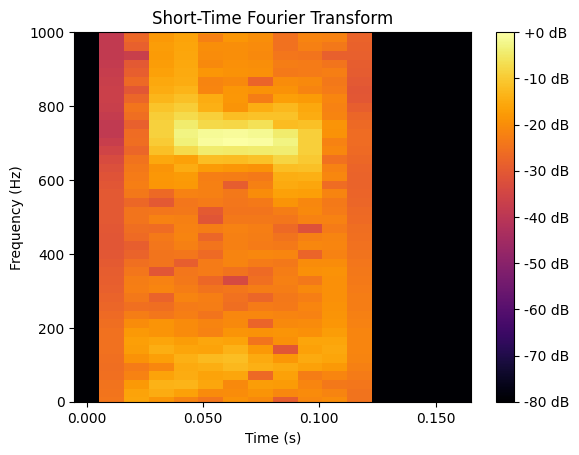 Short-Time Fourier Transform
1000
800
600
400
200
0
Frequency (Hz)
0.000
0.050
0.100
0.150
Time (s)
+0 dB
-10 dB
-20 dB
-30 dB
-40 dB
-50 dB
-60 dB
-70 dB
-80 dB